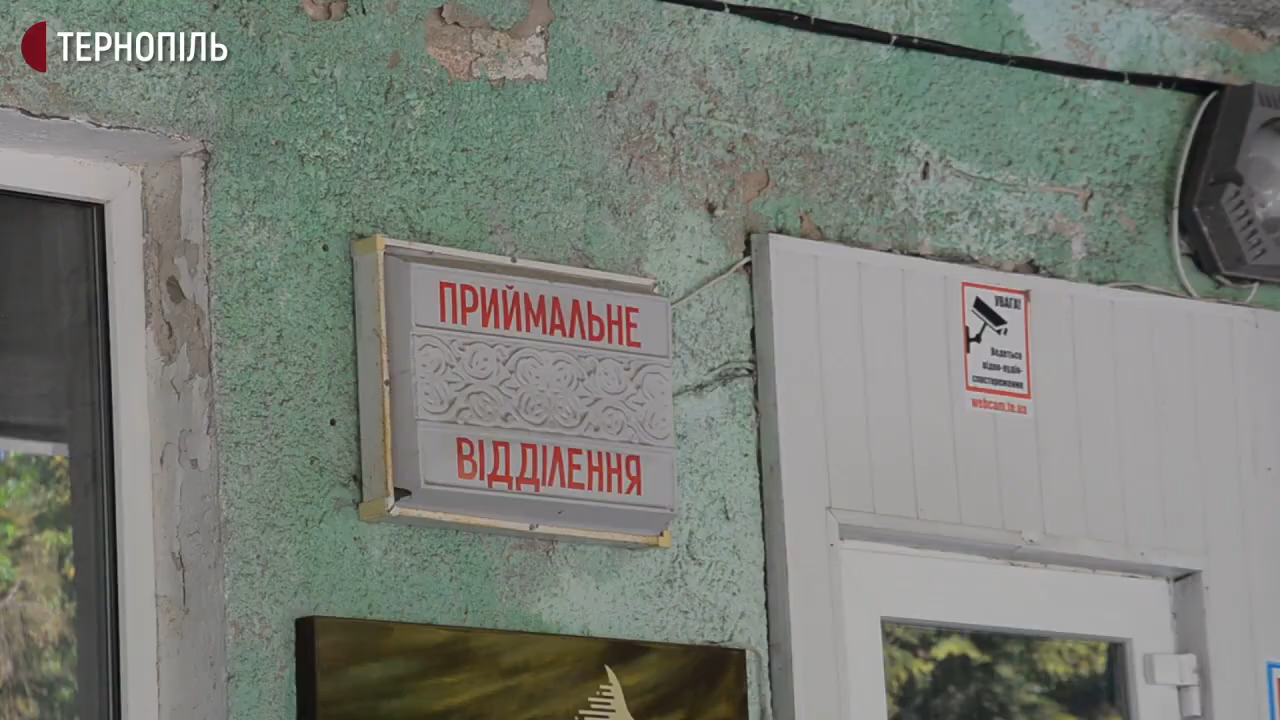 ТЕРНОПІЛЬ
ПРИЙМАЛЬНЕ
ВІДДІЛЕННЯ
УВАГА!
Ведеться
відео-аудіо-
спостереження
webcam.te.ua